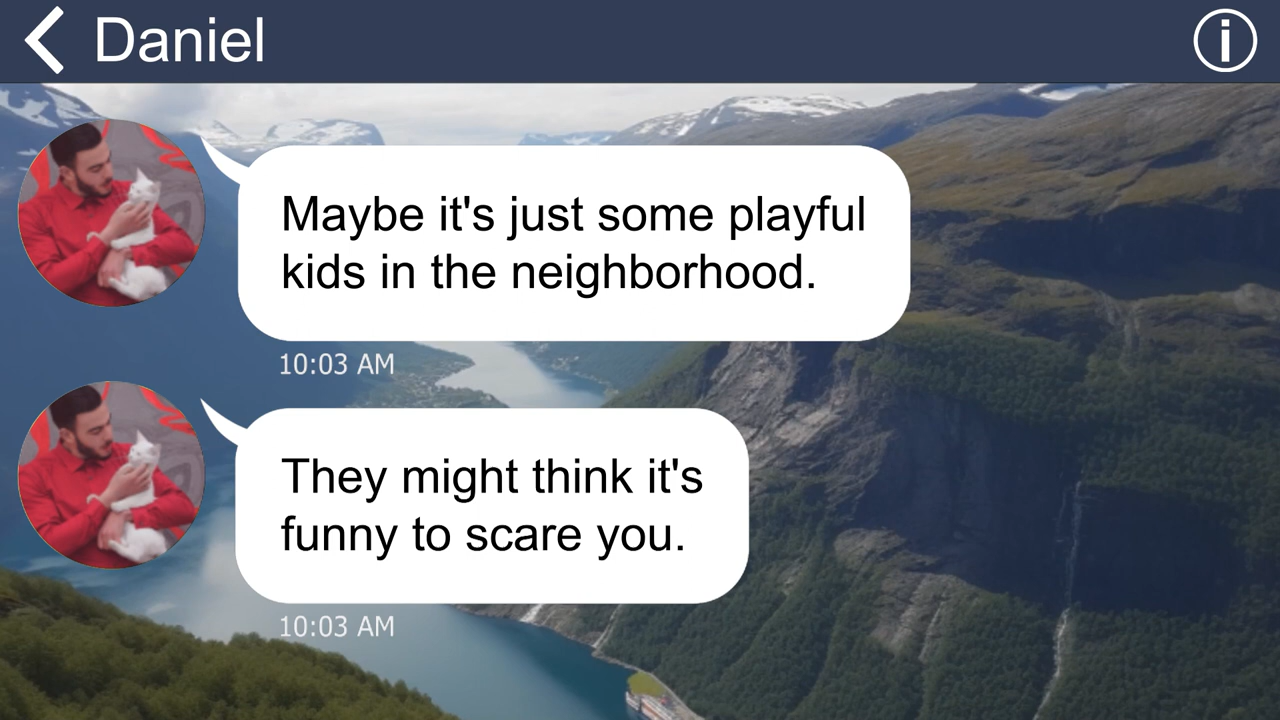 Daniel
Maybe it's just some playful
kids in the neighborhood.
10:03 AM
They might think it's
funny to scare you.
10:03 AM